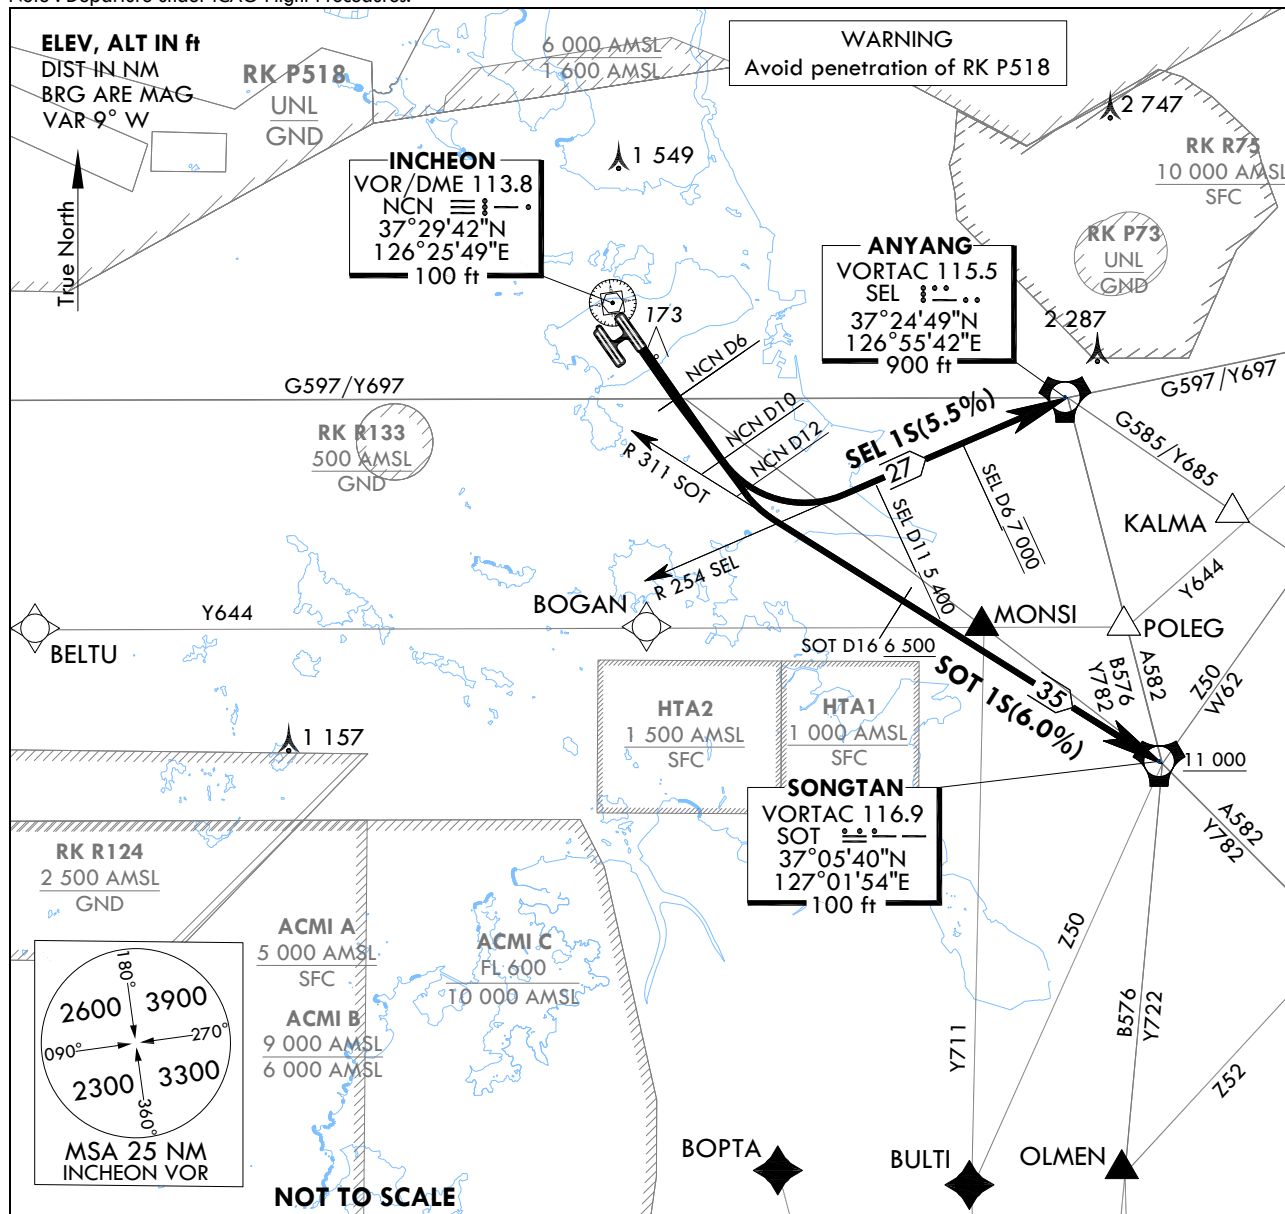 ELEV, ALT IN ft
DIST IN NM
BRG ARE MAG
VAR 9° W
True North
RK P518
UNL
GND
6 000 AMSL
1 600 AMSL
WARNING
Avoid penetration of RK P518
2 747
1 549
RK R75
10 000 AMSL
SFC
RK P73
UNL
GND
INCHEON
VOR/DME 113.8
NCN
37°29'42"N
126°25'49"E
100 ft
ANYANG
VORTAC 115.5
SEL
37°24'49"N
126°55'42"E
900 ft
2 287
173
NCN D6
NCN D10
NCN D12
G597/Y697
G597/Y697
G585/Y685
RK R133
500 AMSL
GND
R 311 SOT
SEL 1S(5.5%)
27
SEL D6 7 000
SEL D11 5 400
R 254 SEL
KALMA
Y644
BOGAN
Y644
BELTU
MONSI
POLEG
SOT D16 6 500
SOT 1S(6.0%)
35
A582
B576
Y782
Z50
W62
HTA2
1 500 AMSL
SFC
HTA1
1 000 AMSL
SFC
1 157
11 000
SONGTAN
VORTAC 116.9
SOT
37°05'40"N
127°01'54"E
100 ft
A582
Y782
RK R124
2 500 AMSL
GND
ACMI A
5 000 AMSL
SFC
ACMI B
9 000 AMSL
6 000 AMSL
ACMI C
FL 600
10 000 AMSL
Z50
B576
Y722
Y711
Z52
180°
2600
3900
270°
090°
2300
3300
360°
MSA 25 NM
INCHEON VOR
NOT TO SCALE
BOPTA
BULTI
OLMEN